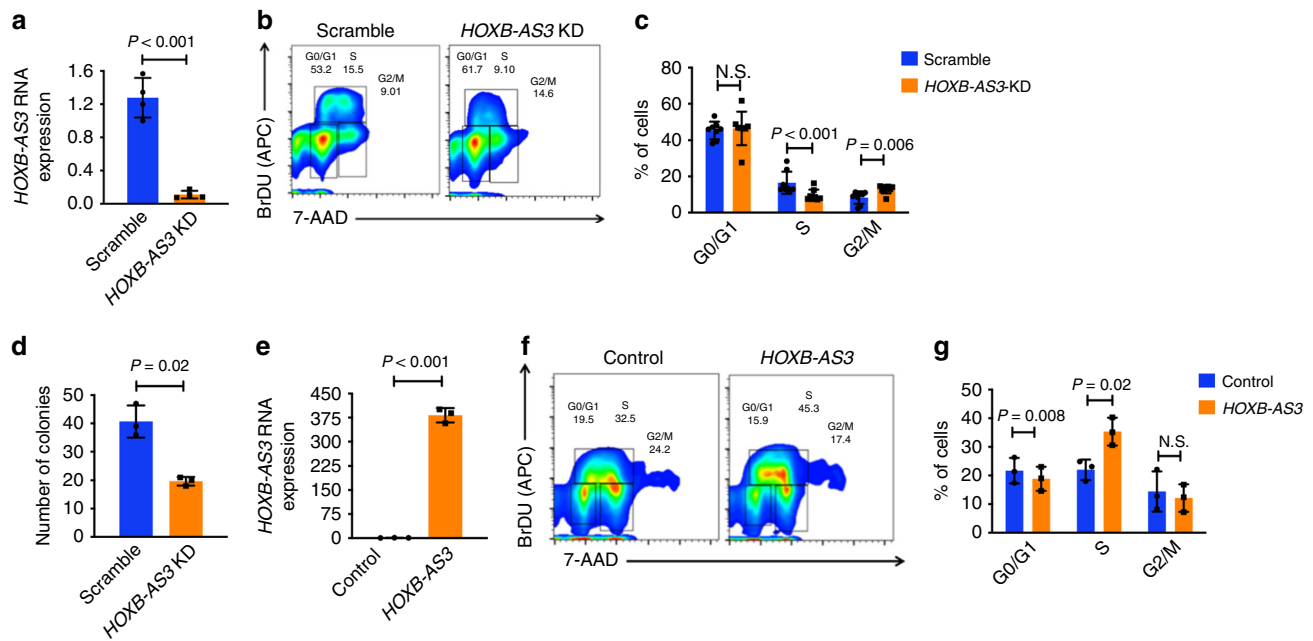 a
P < 0.001
HOXB-AS3 RNA
expression
1.6
1.2
0.8
0.4
0.0
Scramble
HOXB-AS3 KD
b
Scramble
HOXB-AS3 KD
G0/G1
53.2
S
15.5
G2/M
9.01
G0/G1
61.7
S
9.10
G2/M
14.6
BrDU (APC)
7-AAD
c
Scramble
HOXB-AS3-KD
% of cells
80
60
40
20
0
N.S.
P < 0.001
P = 0.006
G0/G1
S
G2/M
d
P = 0.02
Number of colonies
50
40
30
20
10
0
Scramble
HOXB-AS3 KD
e
P < 0.001
HOXB-AS3 RNA
expression
450
375
300
225
150
75
0
Control
HOXB-AS3
f
Control
HOXB-AS3
G0/G1
19.5
S
32.5
G2/M
24.2
G0/G1
15.9
S
45.3
G2/M
17.4
BrDU (APC)
7-AAD
g
Control
HOXB-AS3
% of cells
50
40
30
20
10
0
P = 0.008
P = 0.02
N.S.
G0/G1
S
G2/M